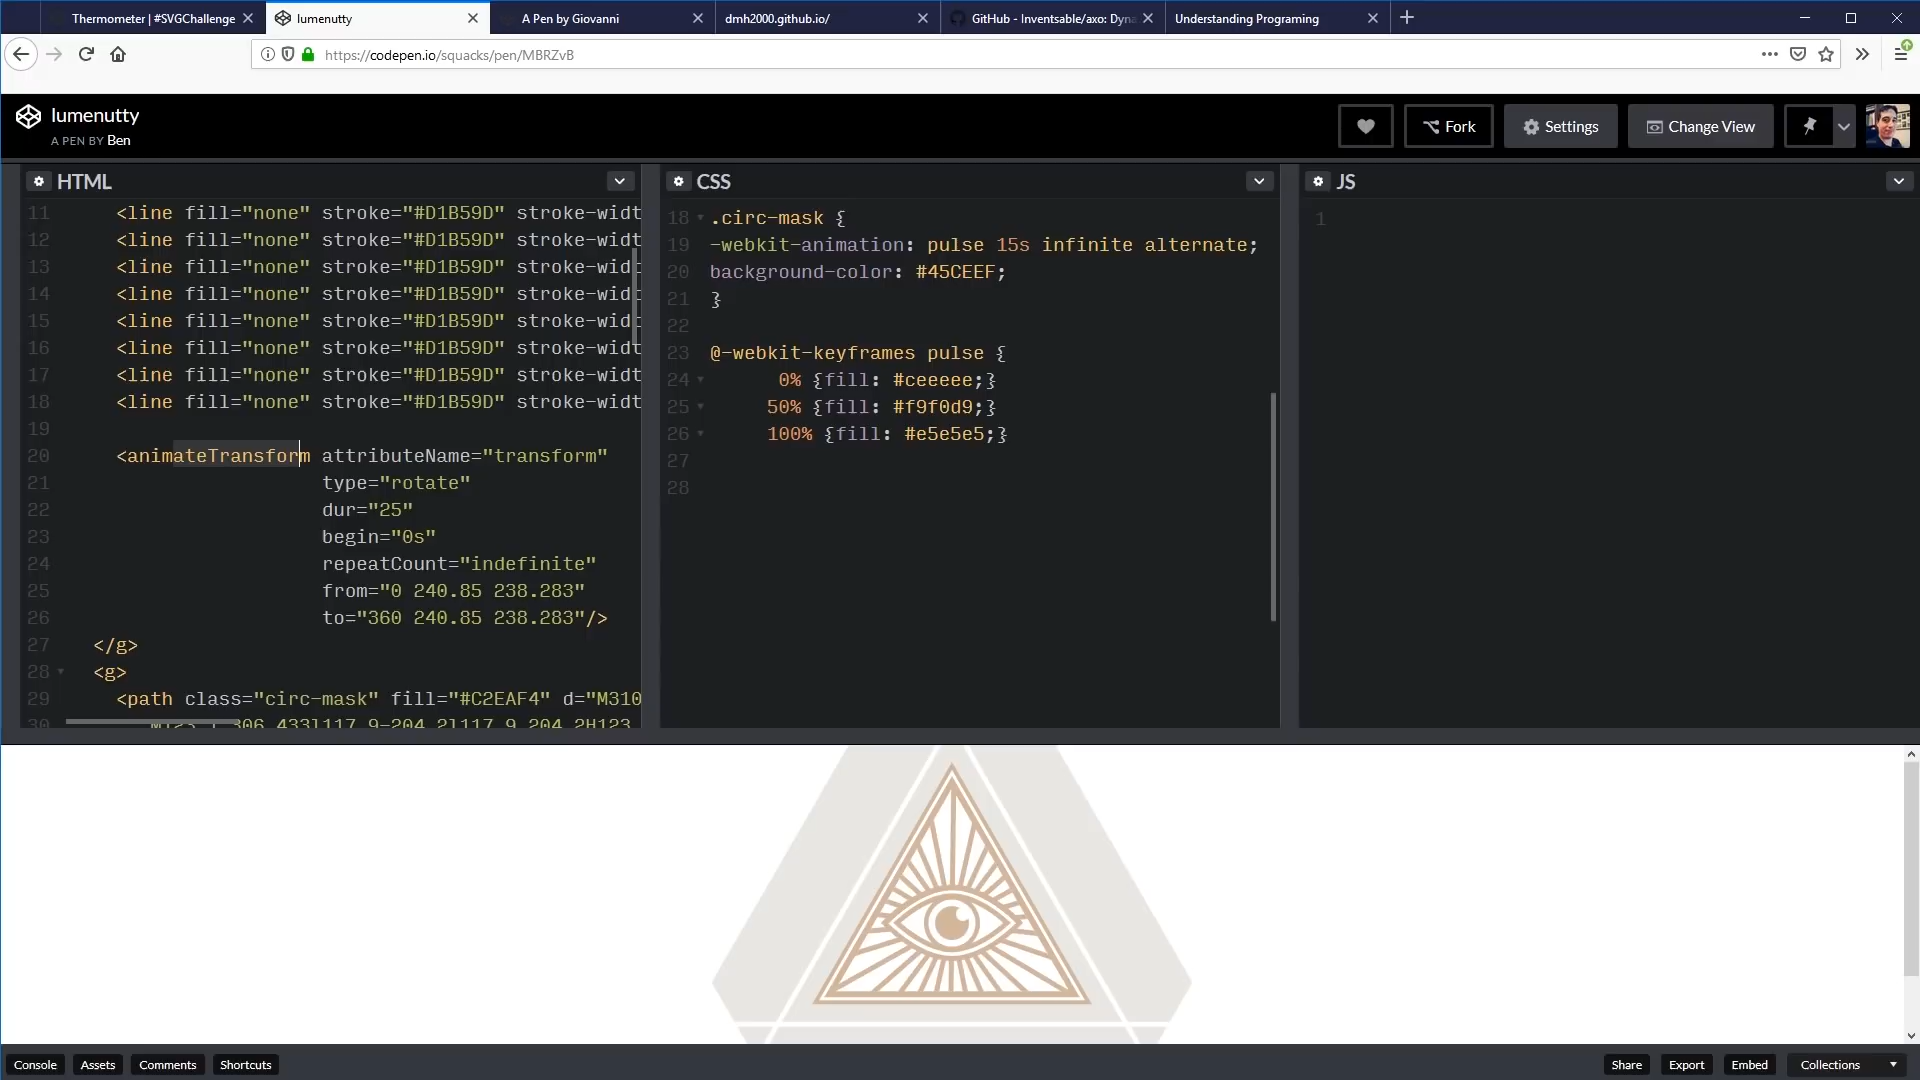 Thermometer | #SVGChallenge
lumenutty
A Pen by Giovanni
dmh2000.github.io/
GitHub - Inventsable/axo: Dyna
Understanding Programing
https://codepen.io/squacks/pen/MBRZvB
lumenutty
A PEN BY Ben
Fork
Settings
Change View
HTML
11 <line fill="none" stroke="#D1B59D" stroke-widt
12 <line fill="none" stroke="#D1B59D" stroke-widt
13 <line fill="none" stroke="#D1B59D" stroke-widt
14 <line fill="none" stroke="#D1B59D" stroke-widt
15 <line fill="none" stroke="#D1B59D" stroke-widt
16 <line fill="none" stroke="#D1B59D" stroke-widt
17 <line fill="none" stroke="#D1B59D" stroke-widt
18 <line fill="none" stroke="#D1B59D" stroke-widt
19
20 <animateTransform attributeName="transform"
21 type="rotate"
22 dur="25"
23 begin="0s"
24 repeatCount="indefinite"
25 from="0 240.85 238.283"
26 to="360 240.85 238.283"/>
27 </g>
28 <g>
29 <path class="circ-mask" fill="#C2EAF4" d="M310
30
CSS
18 .circ-mask {
19 -webkit-animation: pulse 15s infinite alternate;
20 background-color: #45CEEF;
21 }
22
23 @-webkit-keyframes pulse {
24 0% {fill: #ceeeee;}
25 50% {fill: #f9f0d9;}
26 100% {fill: #e5e5e5;}
27
28
JS
1
Console
Assets
Comments
Shortcuts
Share
Export
Embed
Collections